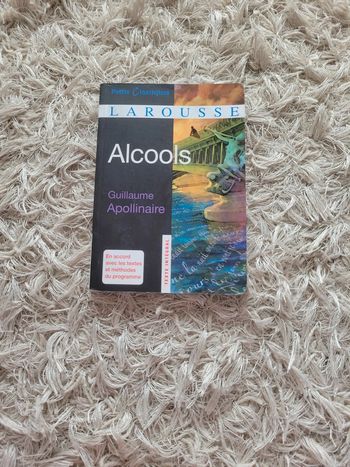 Petits Classiques
LAROUSSE
Alcools
Guillaume
Apollinaire
En accord
avec les textes
et méthodes
du programme
TEXTE INTÉGRAL